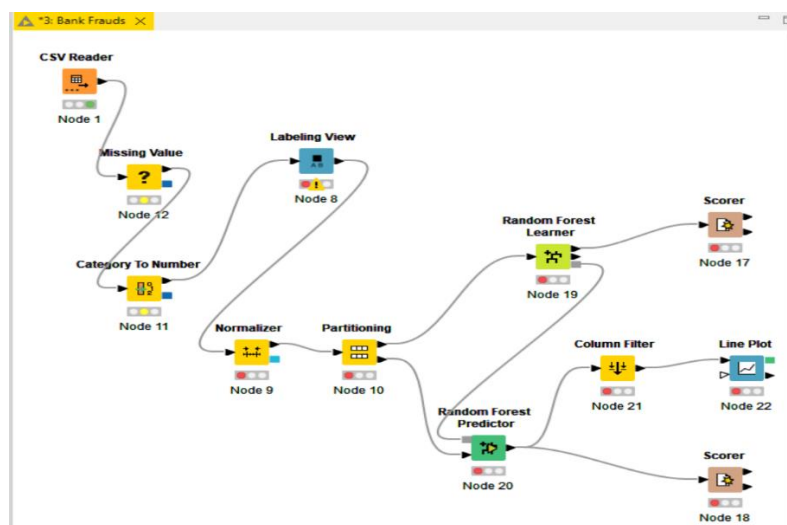 *3: Bank Frauds
CSV Reader
Node 1
Missing Value
?
Node 12
Category To Number
Node 11
Labeling View
A B
!
Node 8
Normalizer
Node 9
Partitioning
Node 10
Random Forest
Learner
Node 19
Scorer
Node 17
Column Filter
Node 21
Line Plot
Node 22
Random Forest
Predictor
Node 20
Scorer
Node 18